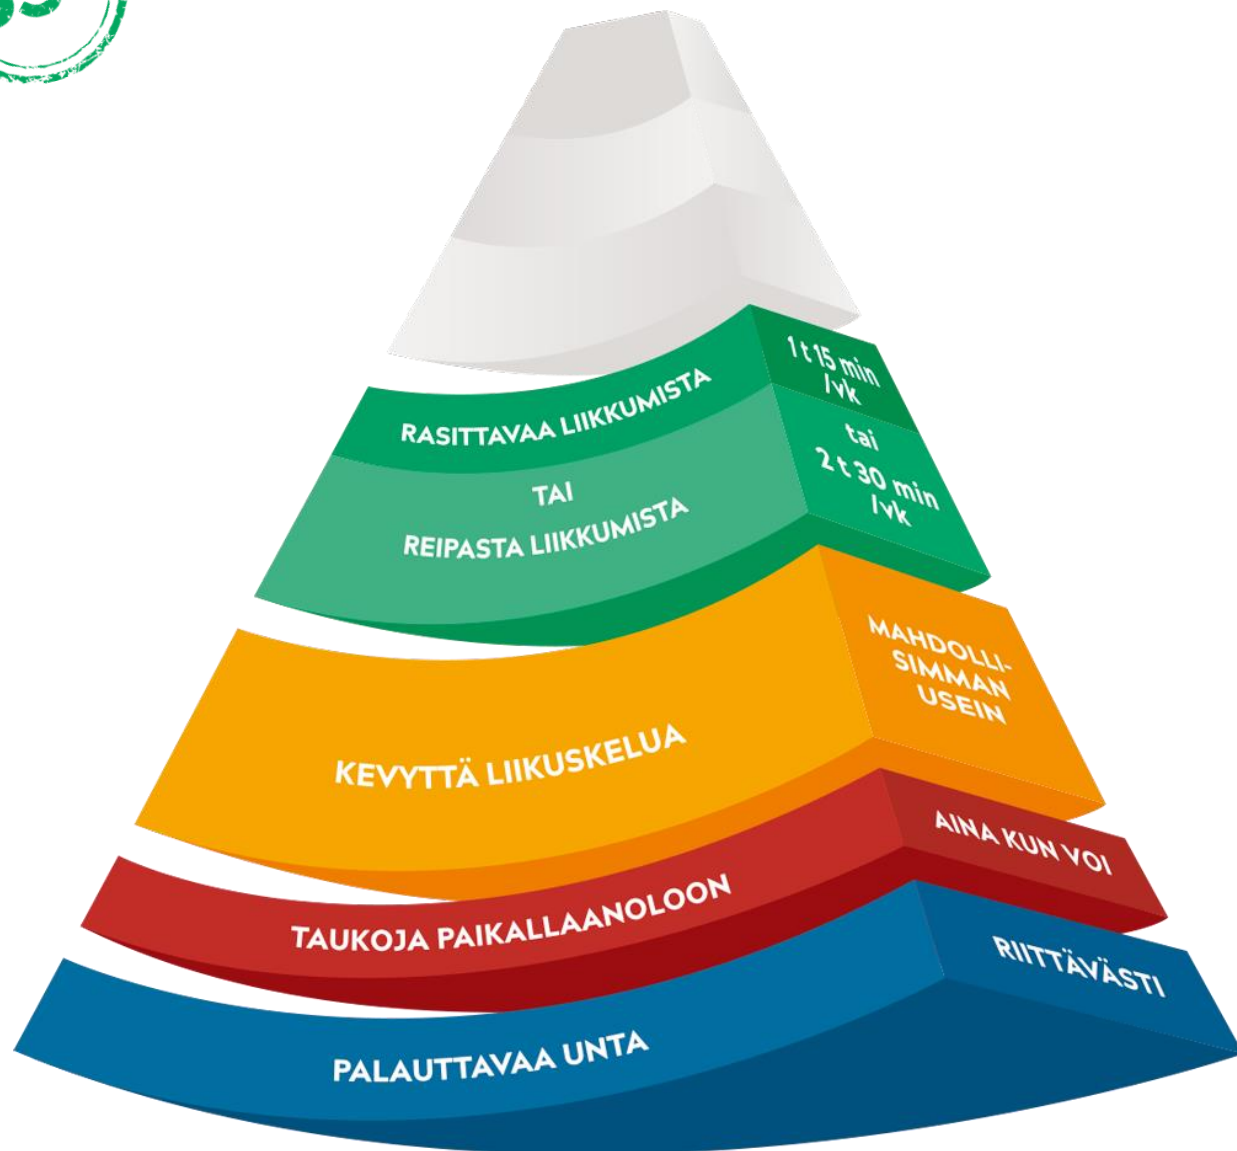 RASITTAVAA LIIKKUMISTA
1 t 15 min
/vk
TAI
REIPASTA LIIKKUMISTA
tai
2 t 30 min
/vk
KEVYTTÄ LIIKUSKELUA
MAHDOLLI-
SIMMAN
USEIN
TAUKOJA PAIKALLAANOLOON
AINA KUN VOI
PALAUTTAVAA UNTA
RIITTÄVÄSTI